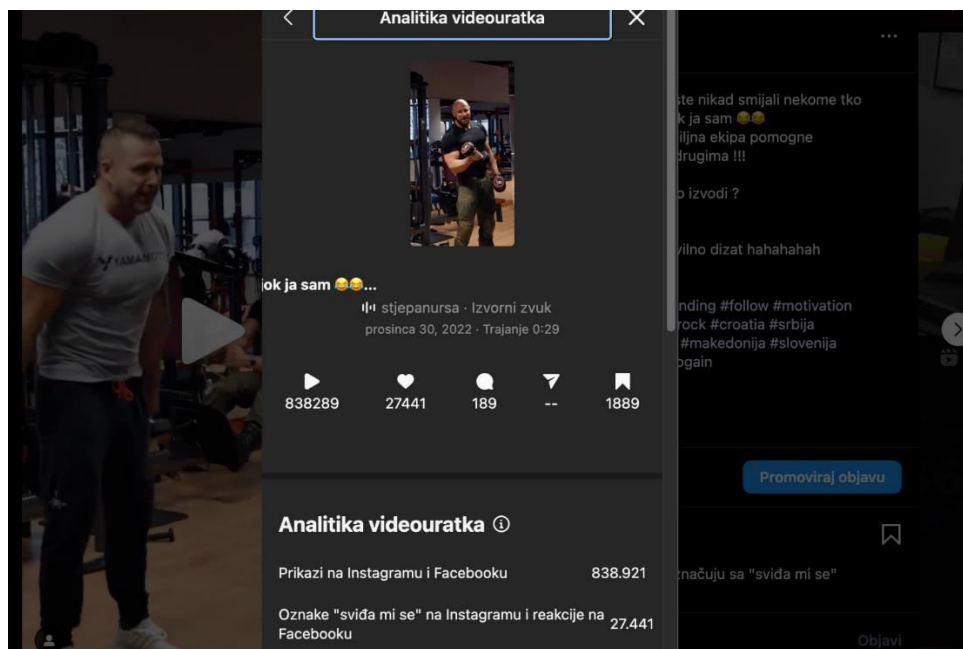 Analitika videouratka
jok ja sam 😂😂...
stjepanursa · Izvorni zvuk
prosinca 30, 2022 · Trajanje 0:29
838289
27441
189
--
1889
Analitika videouratka
Prikazi na Instagramu i Facebooku 838.921
Oznake "sviđa mi se" na Instagramu i reakcije na Facebooku 27.441
ste nikad smijali nekome tko
k ja sam 😂😂
iljna ekipa pomogne
drugima !!!
o izvodi ?
vilno dizat hahahahah
nding #follow #motivation
rock #croatia #srbija
#makedonija #slovenija
ogain
Promoviraj objavu
značuju sa "sviđa mi se"
Objavi